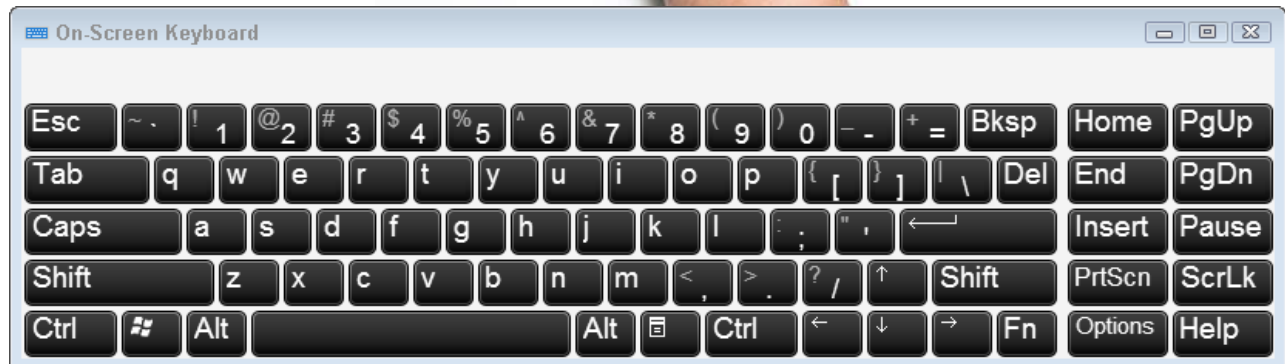 On-Screen Keyboard
Esc ~ ` ! 1 @ 2 # 3 $ 4 % 5 ^ 6 & 7 * 8 ( 9 ) 0 _ - + = Bksp Home PgUp
Tab q w e r t y u i o p { [ } ] | \ Del End PgDn
Caps a s d f g h j k l : ; " ' Insert Pause
Shift z x c v b n m < , > . ? / ↑ Shift PrtScn ScrLk
Ctrl Alt Alt Ctrl ← ↓ → Fn Options Help